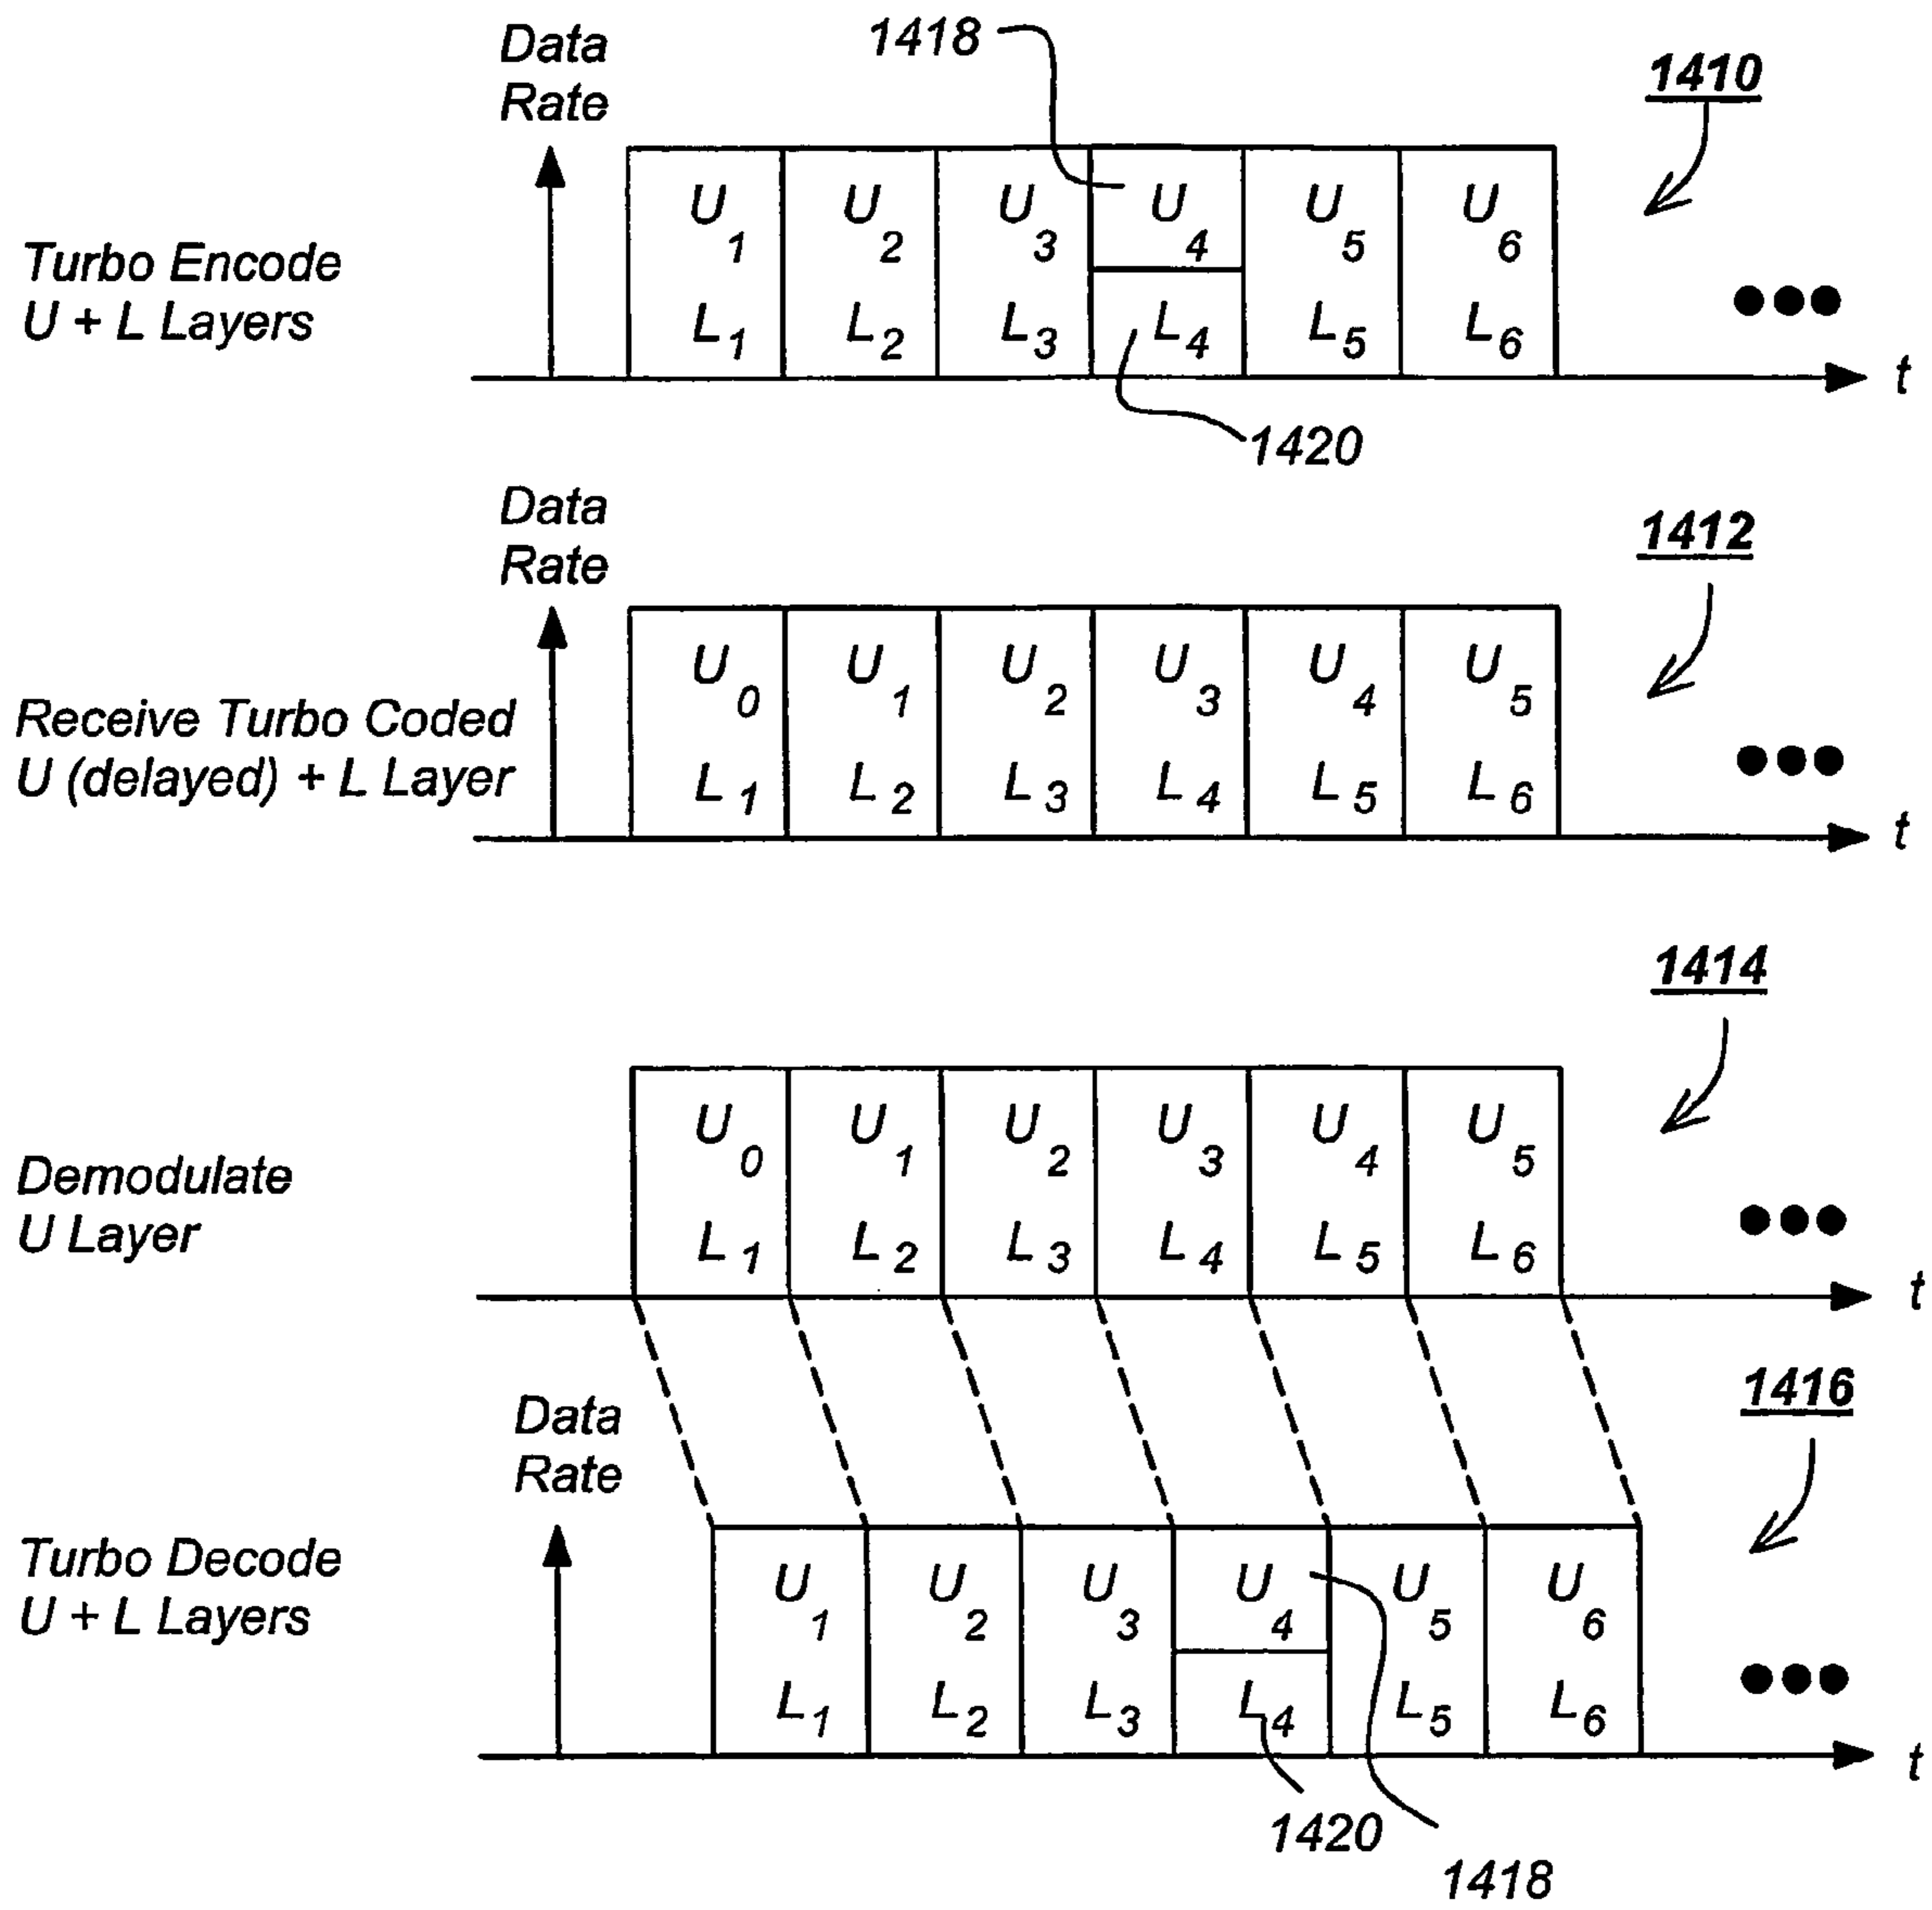 1418
Data
Rate
1410
U1 U2 U3 U4 U5 U6
Turbo Encode
U + L Layers
L1 L2 L3 L4 L5 L6
t
1420
Data
Rate
1412
U0 U1 U2 U3 U4 U5
Receive Turbo Coded
U (delayed) + L Layer
L1 L2 L3 L4 L5 L6
t
1414
U0 U1 U2 U3 U4 U5
Demodulate
U Layer
L1 L2 L3 L4 L5 L6
t
Data
Rate
1416
U1 U2 U3 U4 U5 U6
Turbo Decode
U + L Layers
L1 L2 L3 L4 L5 L6
t
1420
1418